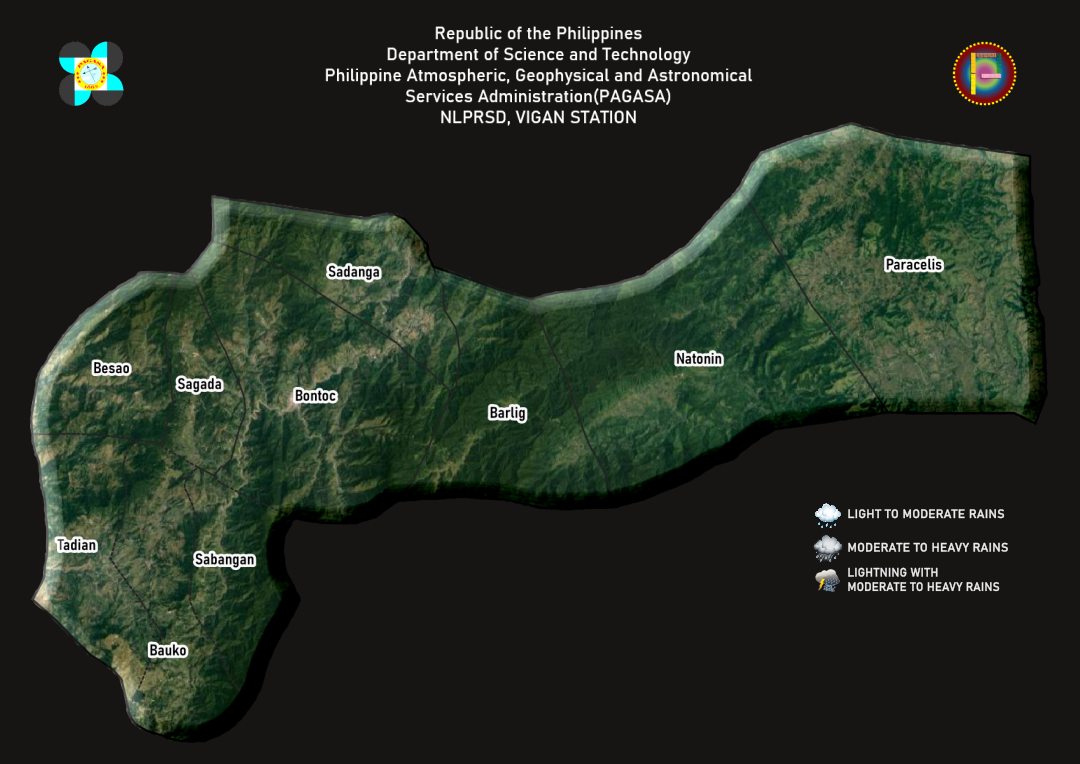 Republic of the Philippines
Department of Science and Technology
Philippine Atmospheric, Geophysical and Astronomical
Services Administration(PAGASA)
NLPRSD, VIGAN STATION
Paracelis
Sadanga
Natonin
Besao
Sagada
Bontoc
Barlig
Tadian
Sabangan
Bauko
LIGHT TO MODERATE RAINS
MODERATE TO HEAVY RAINS
LIGHTNING WITH
MODERATE TO HEAVY RAINS